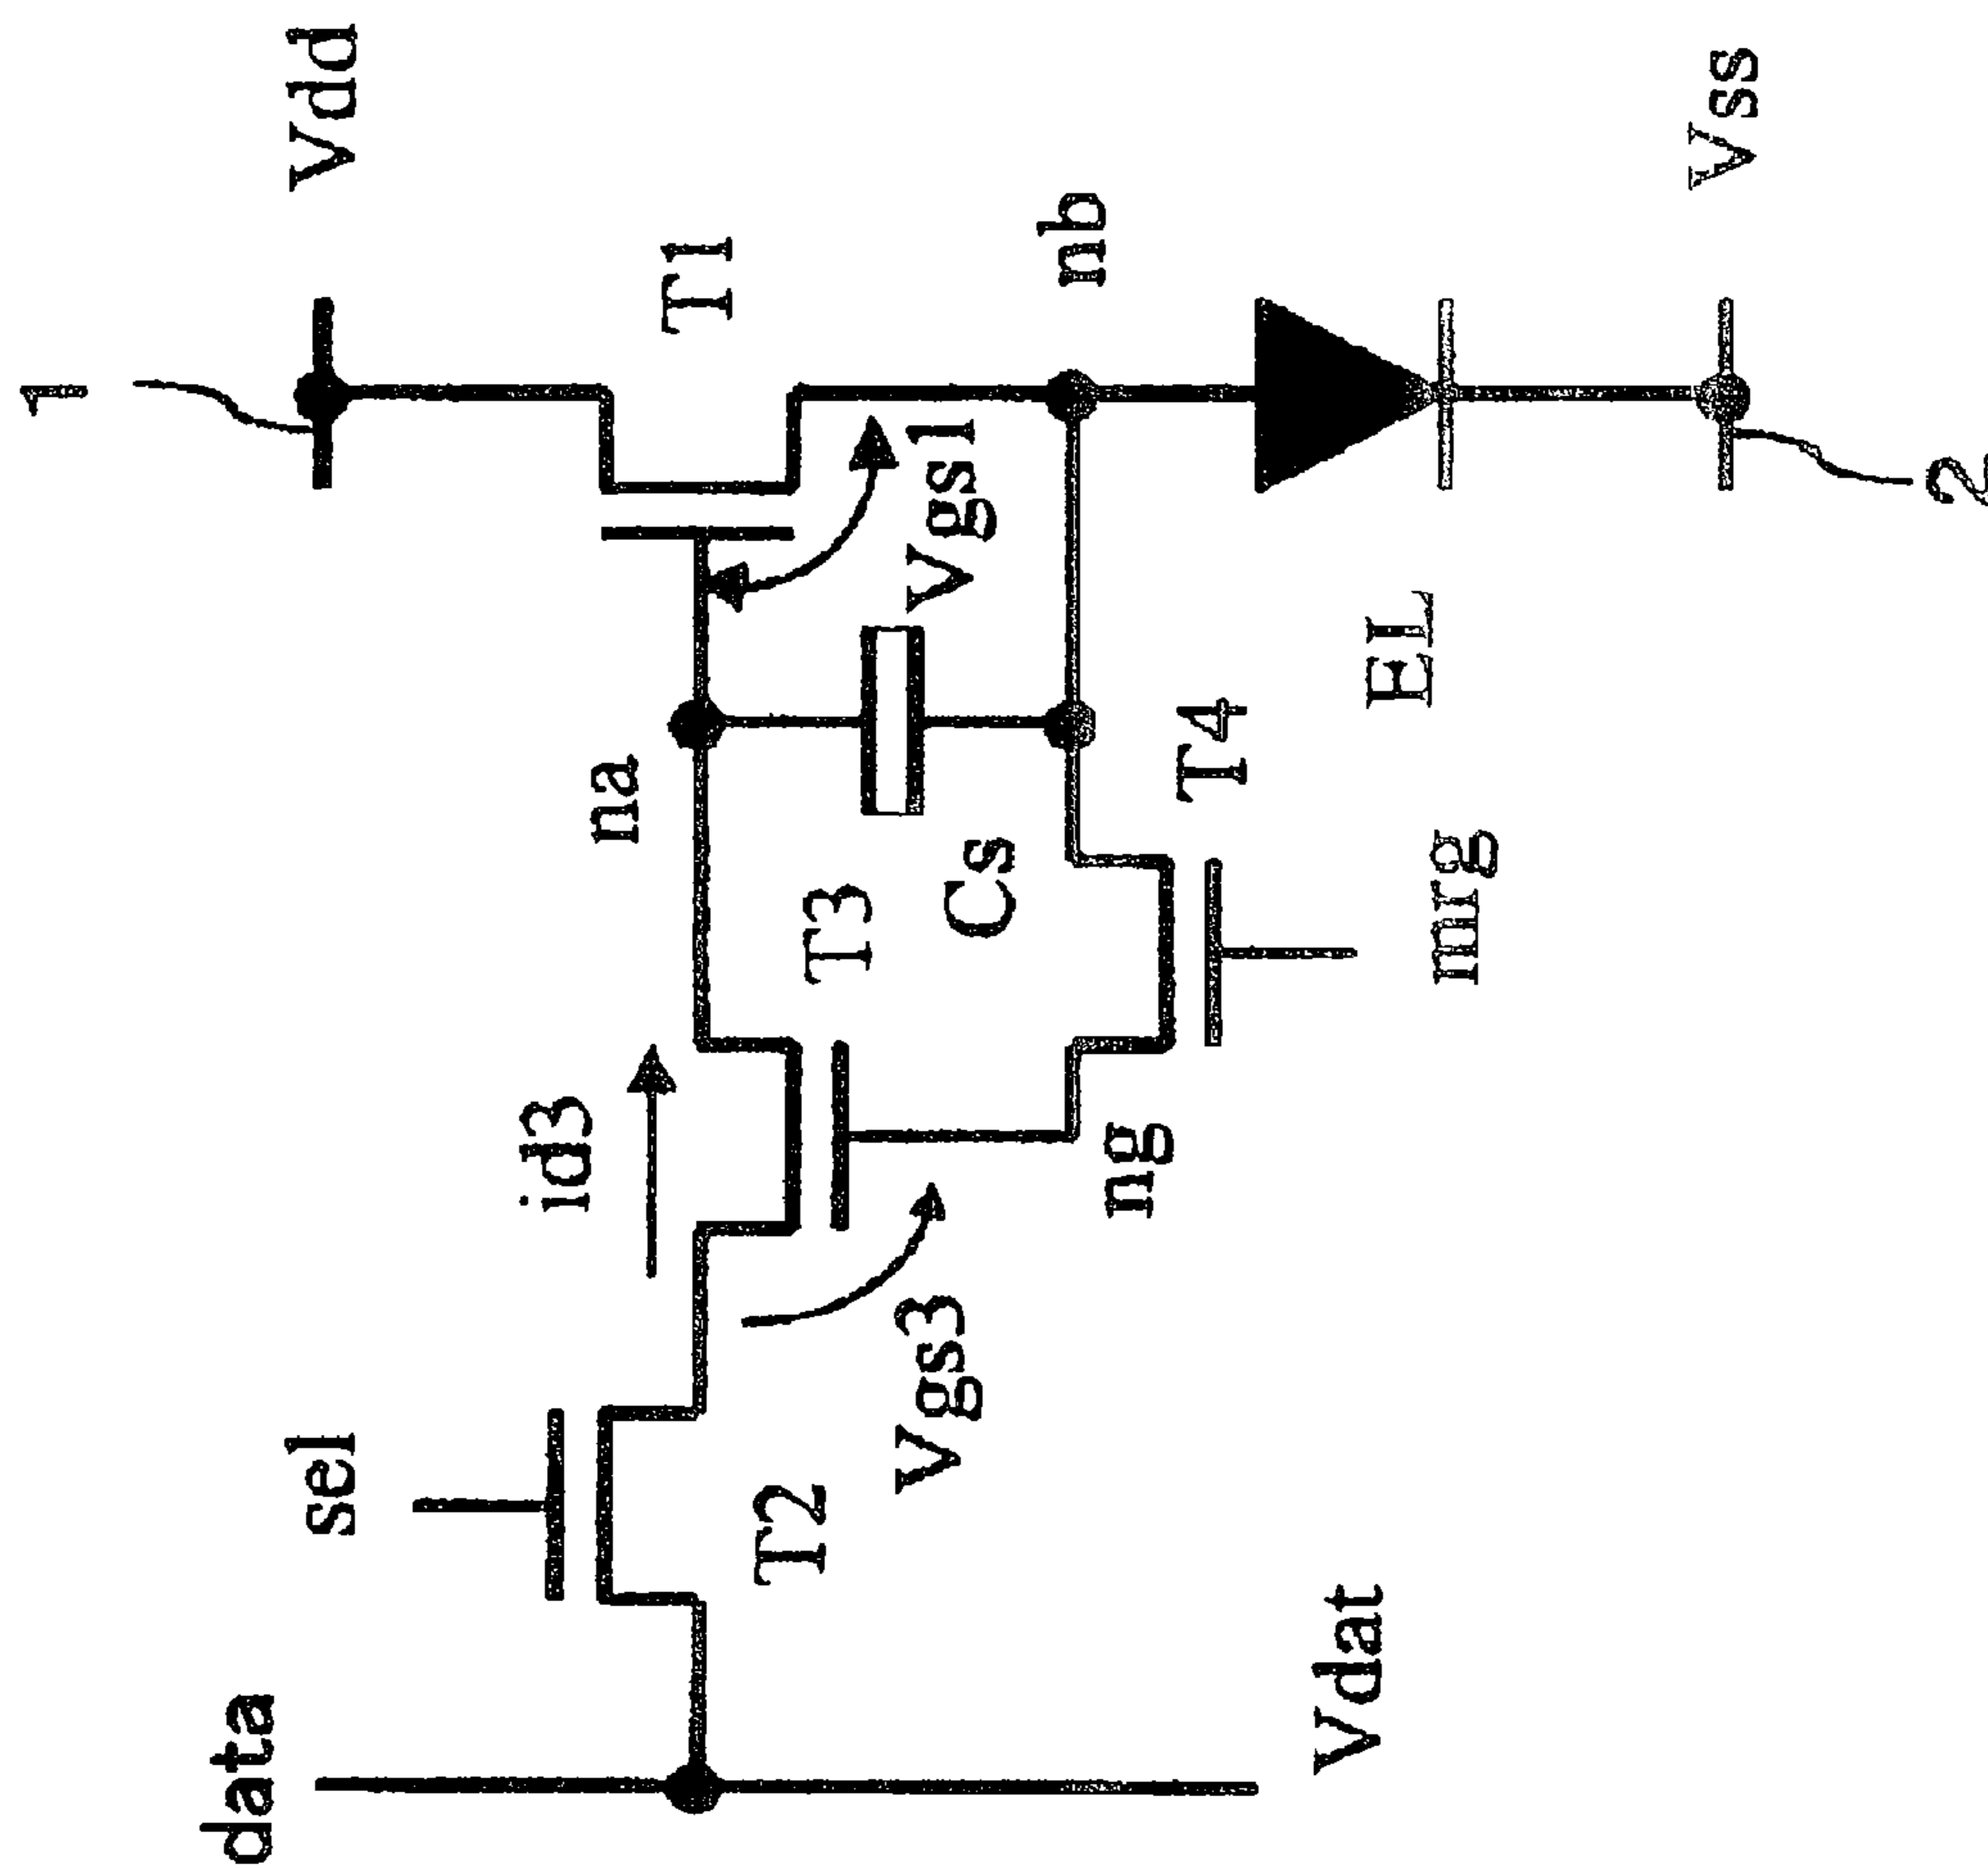 1
Vdd
T1
nb
Vss
2
Vgs1
EL
na
Cs
T4
mrg
T3
id3
ng
Vgs3
sel
T2
data
Vdat